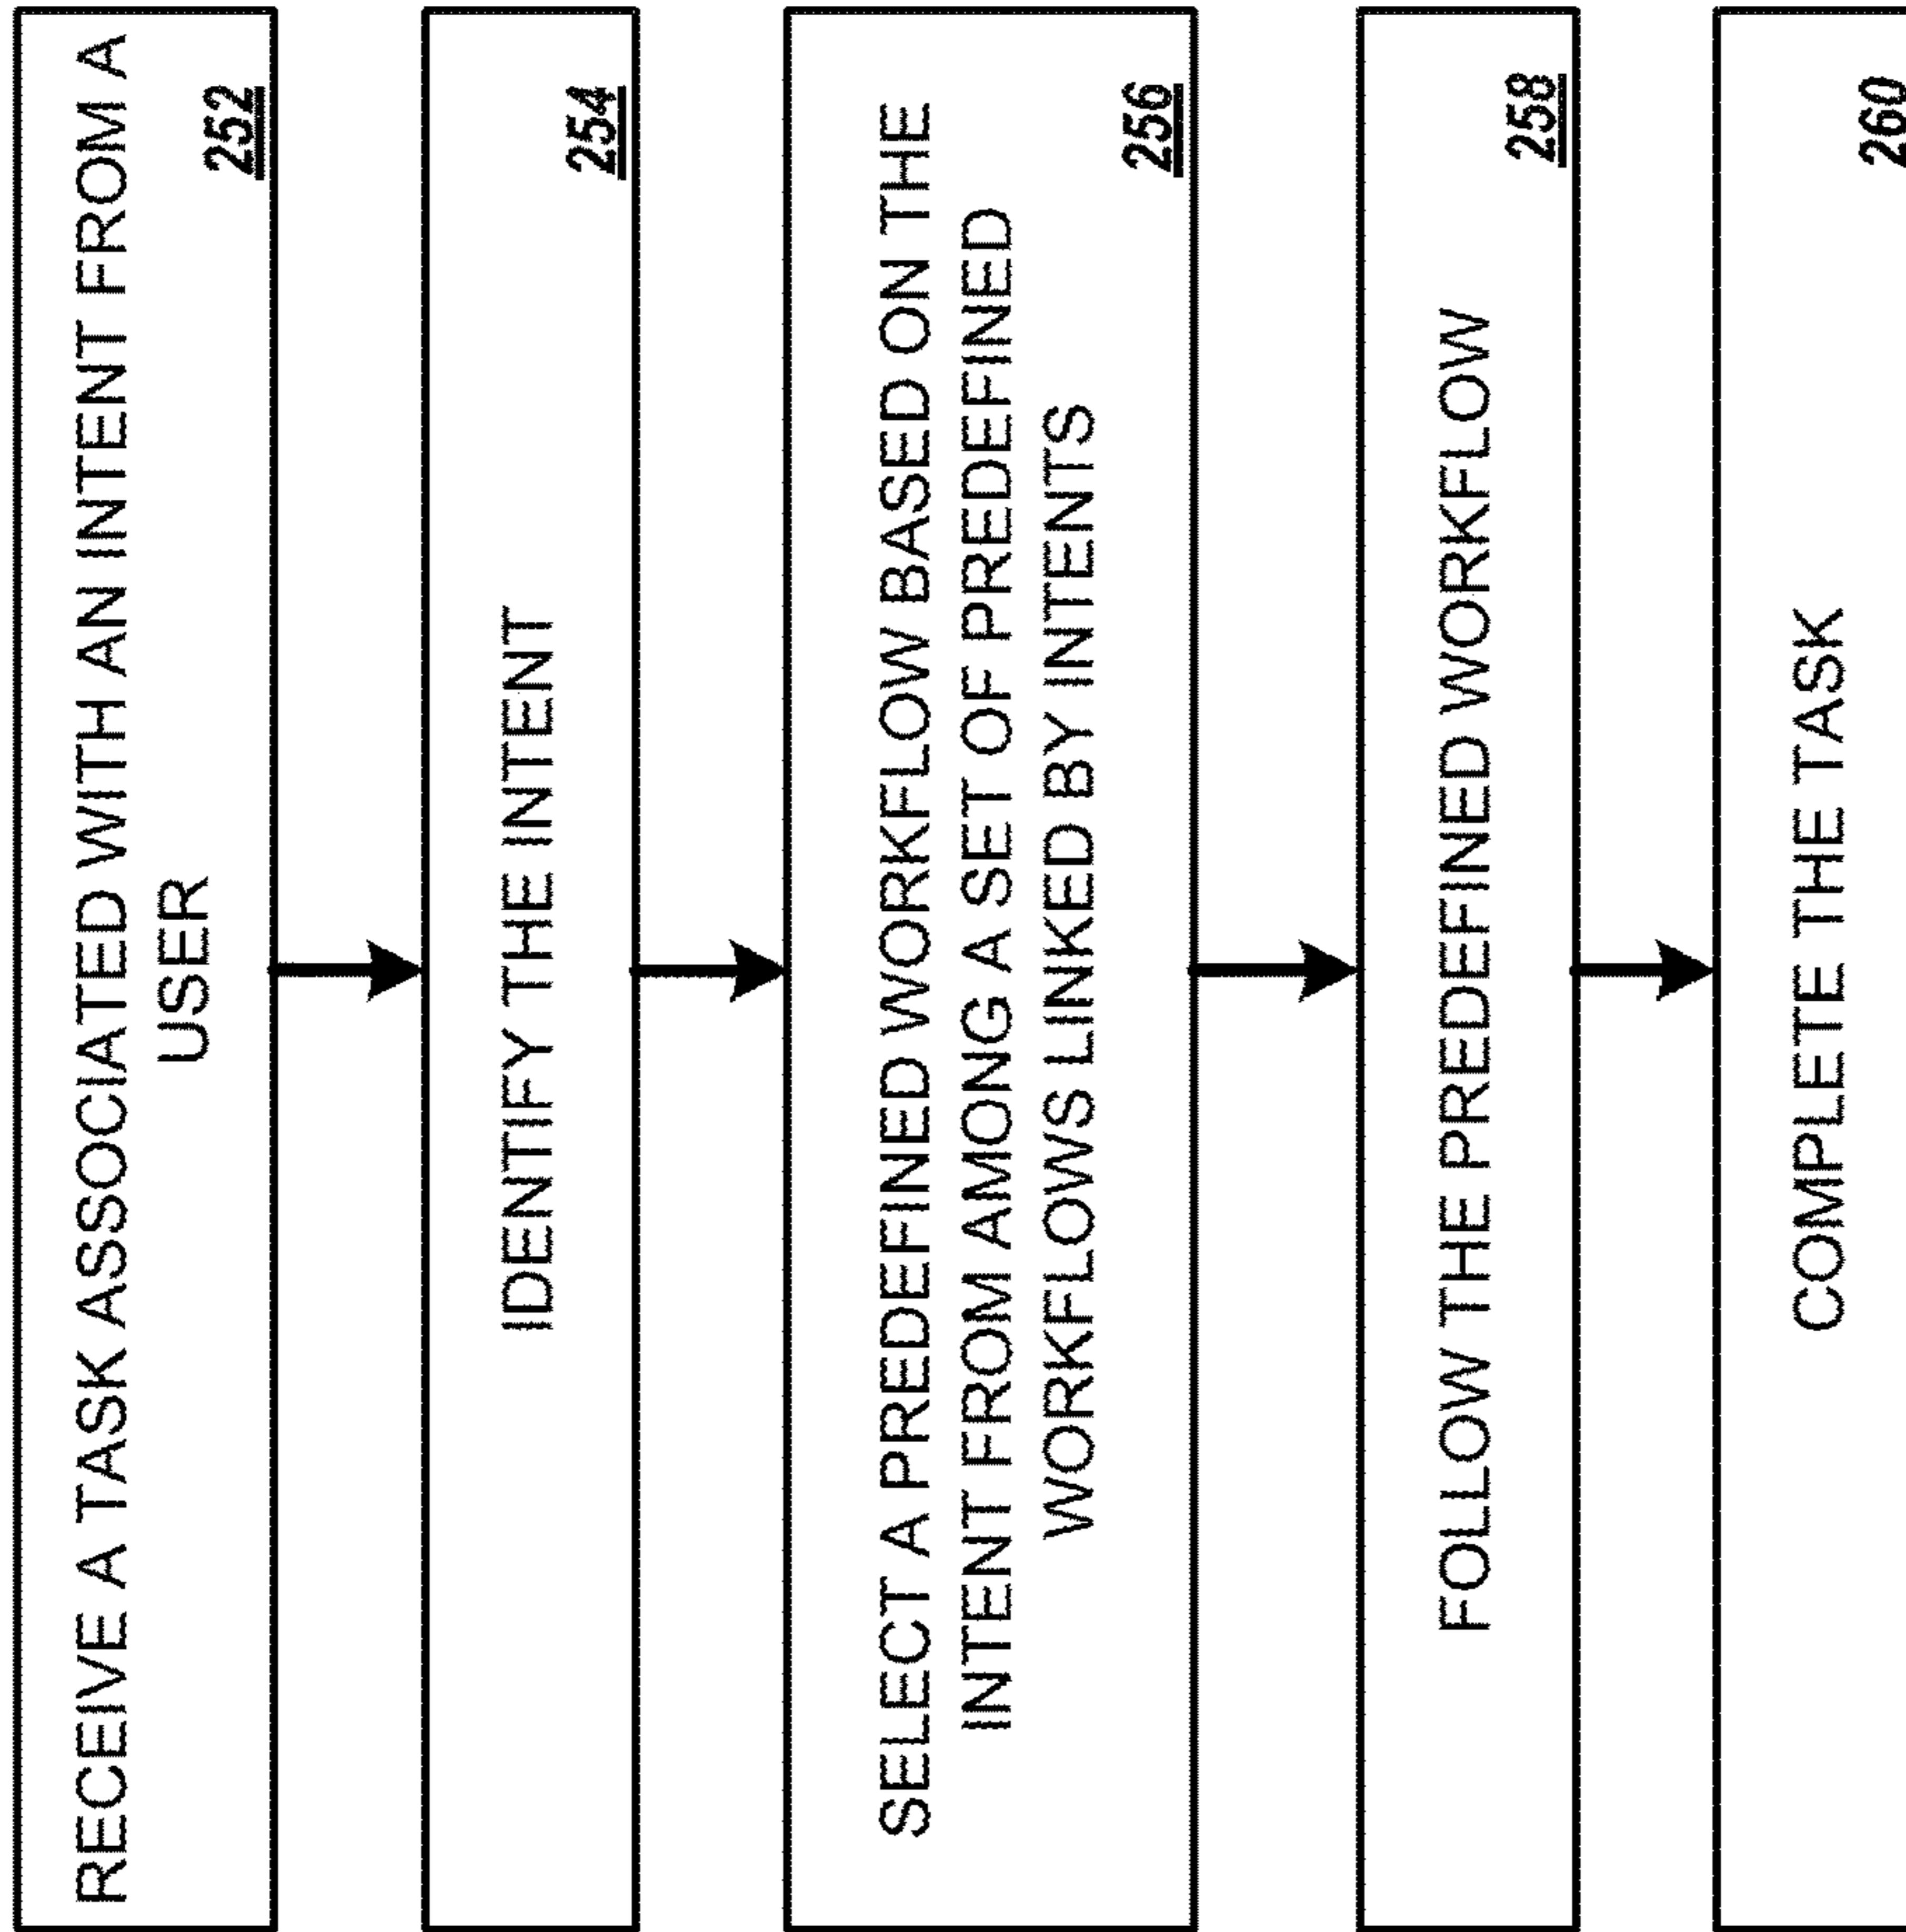 RECEIVE A TASK ASSOCIATED WITH AN INTENT FROM A
USER
252
IDENTIFY THE INTENT
254
SELECT A PREDEFINED WORKFLOW BASED ON THE
INTENT FROM AMONG A SET OF PREDEFINED
WORKFLOWS LINKED BY INTENTS
256
FOLLOW THE PREDEFINED WORKFLOW
258
COMPLETE THE TASK
260